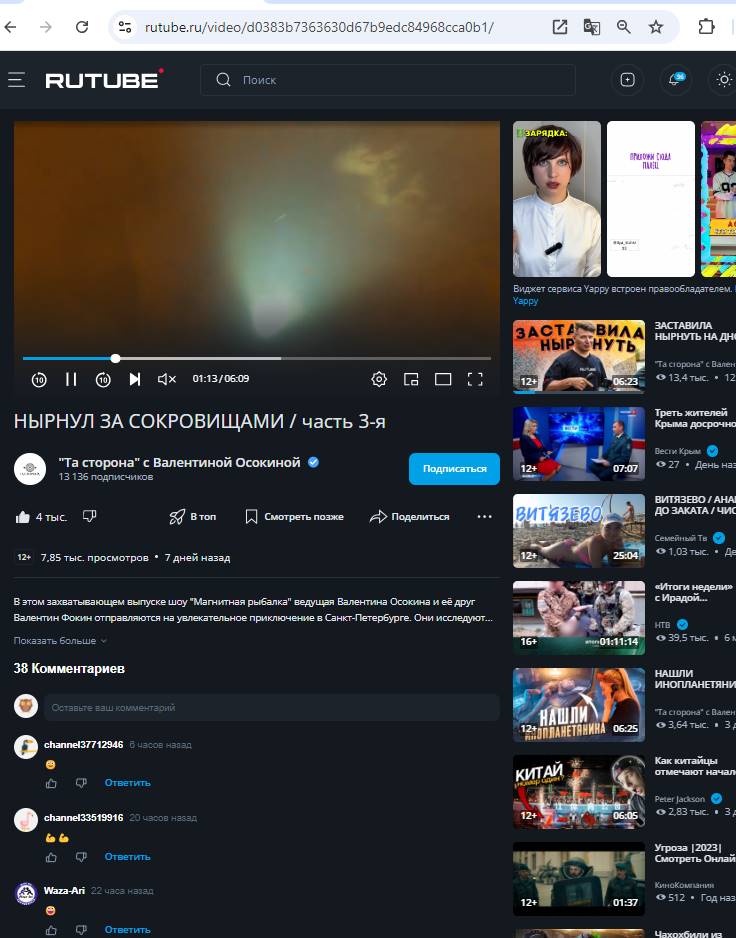 rutube.ru/video/d0383b7363630d67b9edc84968cca0b1/
RUTUBE
Поиск
36
01:13 / 06:09
НЫРНУЛ ЗА СОКРОВИЩАМИ / часть 3-я
"Та сторона" с Валентиной Осокиной
13 136 подписчиков
Подписаться
4 тыс.
В топ
Смотреть позже
Поделиться
12+ 7,85 тыс. просмотров • 7 дней назад
В этом захватывающем выпуске шоу "Магнитная рыбалка" ведущая Валентина Осокина и её друг
Валентин Фокин отправляются на увлекательное приключение в Санкт-Петербурге. Они исследуют...
Показать больше
38 Комментариев
Оставьте ваш комментарий
channel37712946 6 часов назад
Ответить
channel33519916 20 часов назад
Ответить
Waza-Ari 22 часа назад
Ответить
ЗАРЯДКА:
ПРИЛОЖИ СЮДА
ПАЛЕЦ
Виджет сервиса Yappy встроен правообладателем.
Yappy
ЗАСТАВИЛА
НЫРНУТЬ
12+ 06:23
ЗАСТАВИЛА
НЫРНУТЬ НА ДНО
"Та сторона" с Вален
13,4 тыс. • 12
12+ 07:07
Треть жителей
Крыма досрочно
Вести Крым
27 • День наз
ВИТЯЗЕВО
12+ 25:04
ВИТЯЗЕВО / АНА
ДО ЗАКАТА / ЧИС
Семейный Тв
1,03 тыс. • Де
16+ 01:11:14
«Итоги недели»
с Ирадой...
НТВ
39,5 тыс. • 6 м
НАШЛИ
ИНОПЛАНЕТЯНИНА
12+ 06:25
НАШЛИ
ИНОПЛАНЕТЯНИ
"Та сторона" с Вален
3,64 тыс. • 3 д
КИТАЙ
номер один?
12+ 06:05
Как китайцы
отмечают начал
Peter Jackson
2,83 тыс. • 3 д
12+ 01:37
Угроза |2023|
Смотреть Онлай
КиноКомпания
512 • Год наз
Чахохбили из